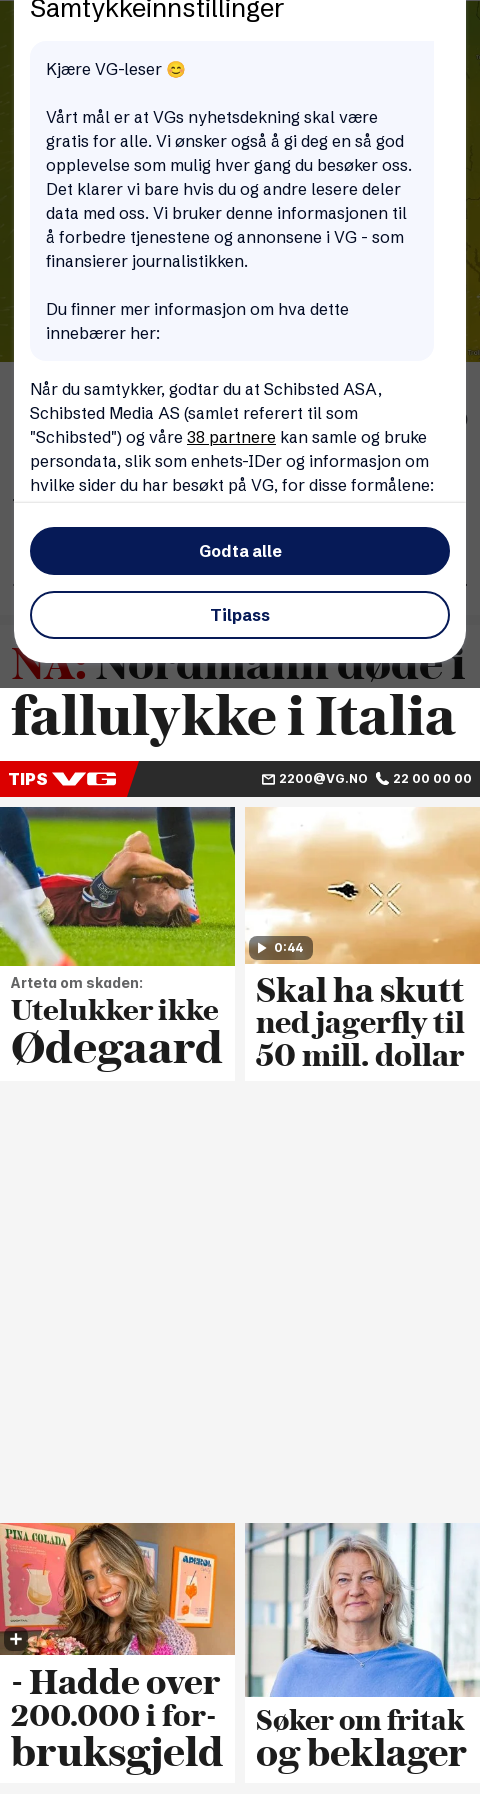 Samtykkeinnstillinger
Kjære VG-leser 😊
Vårt mål er at VGs nyhetsdekning skal være
gratis for alle. Vi ønsker også å gi deg en så god
opplevelse som mulig hver gang du besøker oss.
Det klarer vi bare hvis du og andre lesere deler
data med oss. Vi bruker denne informasjonen til
å forbedre tjenestene og annonsene i VG - som
finansierer journalistikken.
Du finner mer informasjon om hva dette
innebærer her:
Når du samtykker, godtar du at Schibsted ASA,
Schibsted Media AS (samlet referert til som
"Schibsted") og våre 38 partnere kan samle og bruke
persondata, slik som enhets-IDer og informasjon om
hvilke sider du har besøkt på VG, for disse formålene:
Godta alle
Tilpass
NÅ: Nordmann døde i
fallulykke i Italia
TIPS VG 2200@VG.NO 22 00 00 00
Arteta om skaden:
Utelukker ikke
Ødegaard
0:44
Skal ha skutt
ned jagerfly til
50 mill. dollar
PINA COLADA
APEROL
- Hadde over
200.000 i for-
bruksgjeld
Søker om fritak
og beklager